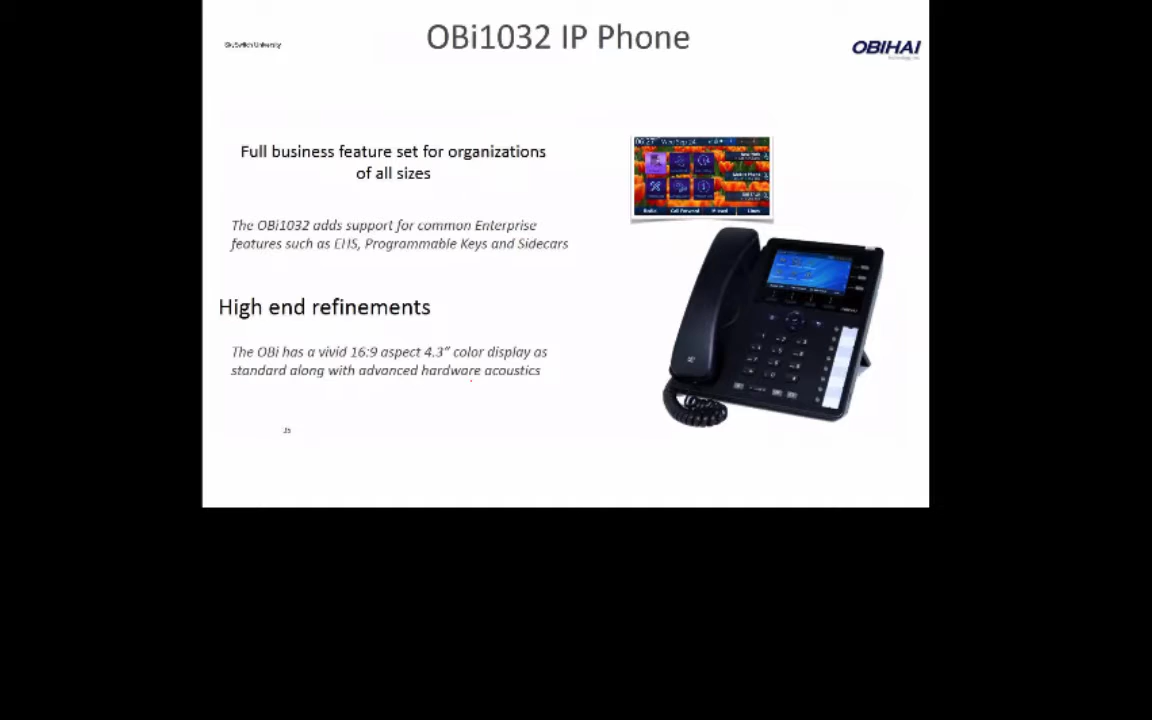 SkySwitch University
OBi1032 IP Phone
OBIHAI
Full business feature set for organizations
of all sizes
The OBi1032 adds support for common Enterprise
features such as EHS, Programmable Keys and Sidecars
High end refinements
The OBi has a vivid 16:9 aspect 4.3" color display as
standard along with advanced hardware acoustics